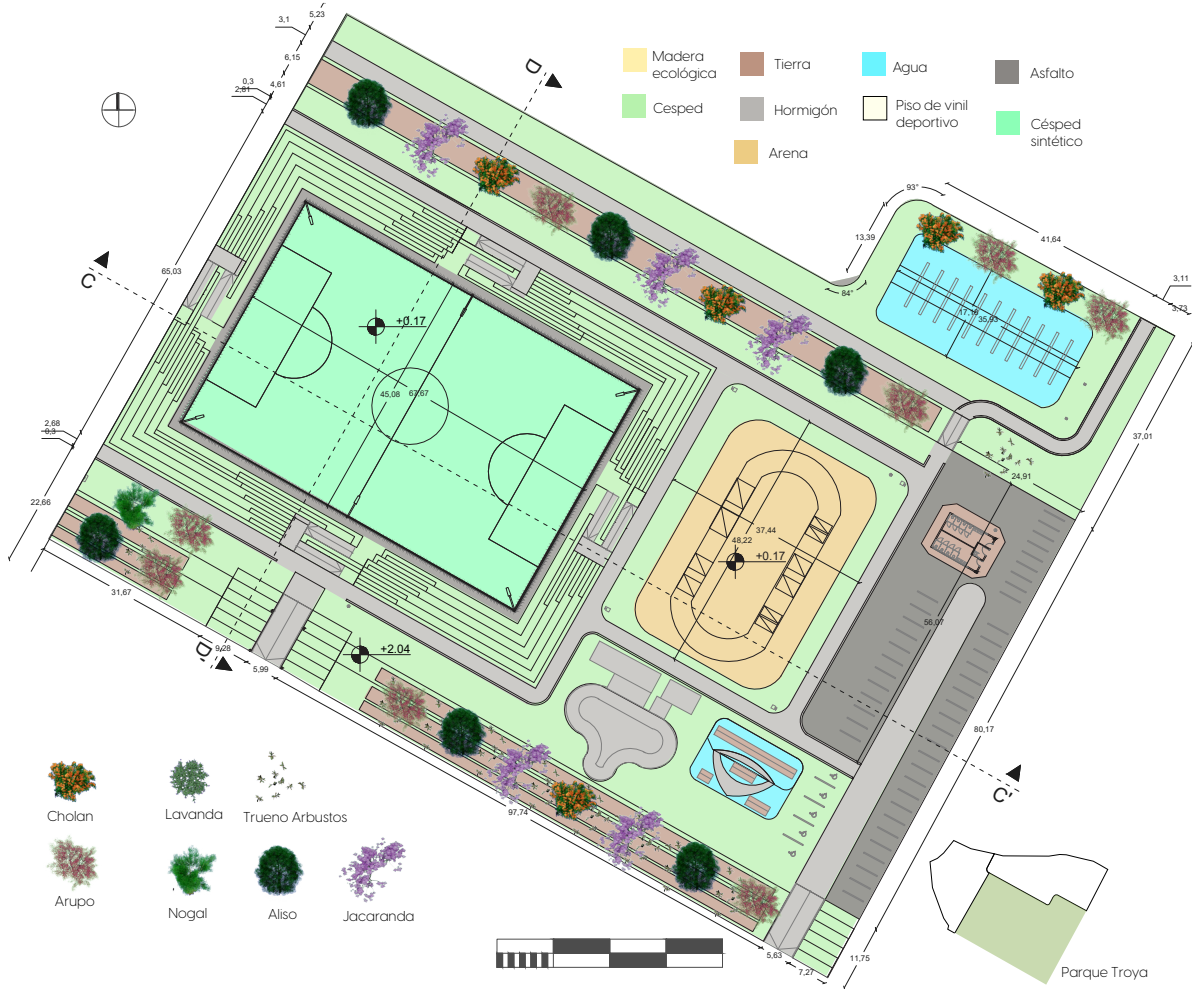 5,23
3,1
6,15
0,3
4,61
2,81
D
Madera
ecológica
Tierra
Agua
Asfalto
Cesped
Hormigón
Piso de vinil
deportivo
Césped
sintético
Arena
93°
13,39
41,64
84°
3,11
3,73
17,19
35,93
C
65,03
+0.17
45,08
67,67
2,68
0,3
22,66
37,01
24,91
37,44
48,22
+0.17
56,07
31,67
9,28
D'
5,99
+2.04
80,17
C'
97,74
5,63
7,27
11,75
Cholan
Lavanda
Trueno Arbustos
Arupo
Nogal
Aliso
Jacaranda
Parque Troya